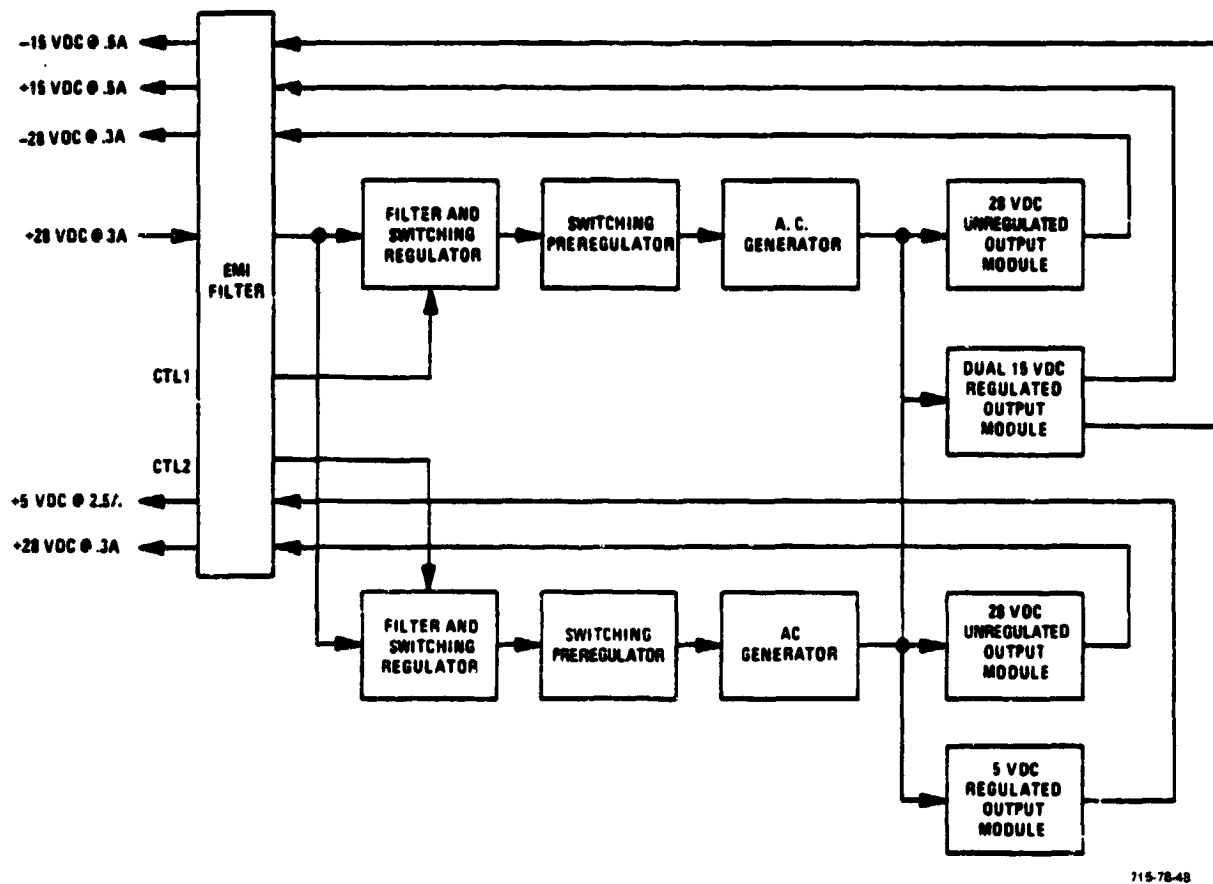 -15 VDC @ .5A
+15 VDC @ .5A
-28 VDC @ .3A
+28 VDC @ 3A
EMI
FILTER
CTL1
CTL2
+5 VDC @ 2.5/.
+28 VDC @ .3A
FILTER AND
SWITCHING
REGULATOR
SWITCHING
PREREGULATOR
A. C.
GENERATOR
28 VDC
UNREGULATED
OUTPUT
MODULE
DUAL 15 VDC
REGULATED
OUTPUT
MODULE
FILTER AND
SWITCHING
REGULATOR
SWITCHING
PREREGULATOR
AC
GENERATOR
28 VDC
UNREGULATED
OUTPUT
MODULE
5 VDC
REGULATED
OUTPUT
MODULE
715-78-4B